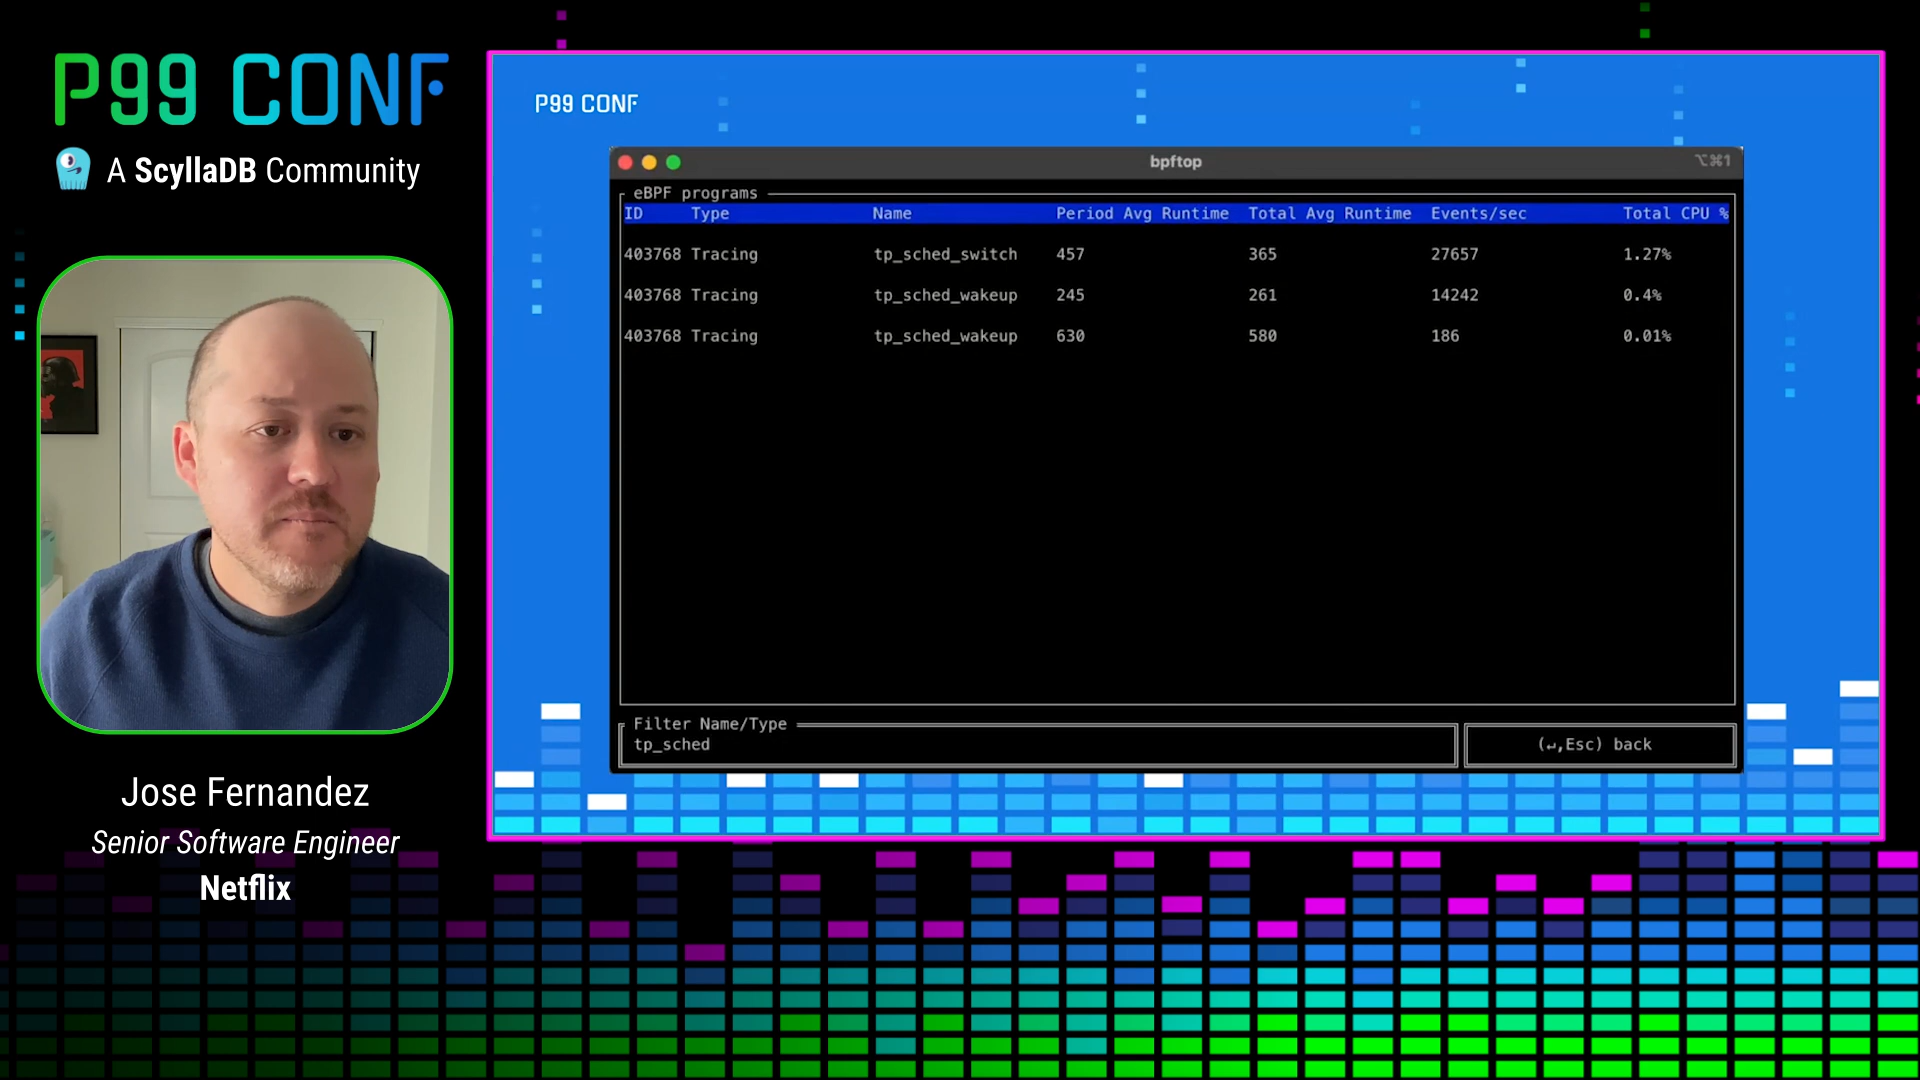 P99 CONF
A ScyllaDB Community
Jose Fernandez
Senior Software Engineer
Netflix
P99 CONF
bpftop
⌥⌘1
eBPF programs
ID Type Name Period Avg Runtime Total Avg Runtime Events/sec Total CPU %
403768 Tracing tp_sched_switch 457 365 27657 1.27%
403768 Tracing tp_sched_wakeup 245 261 14242 0.4%
403768 Tracing tp_sched_wakeup 630 580 186 0.01%
Filter Name/Type
tp_sched
(↵,Esc) back